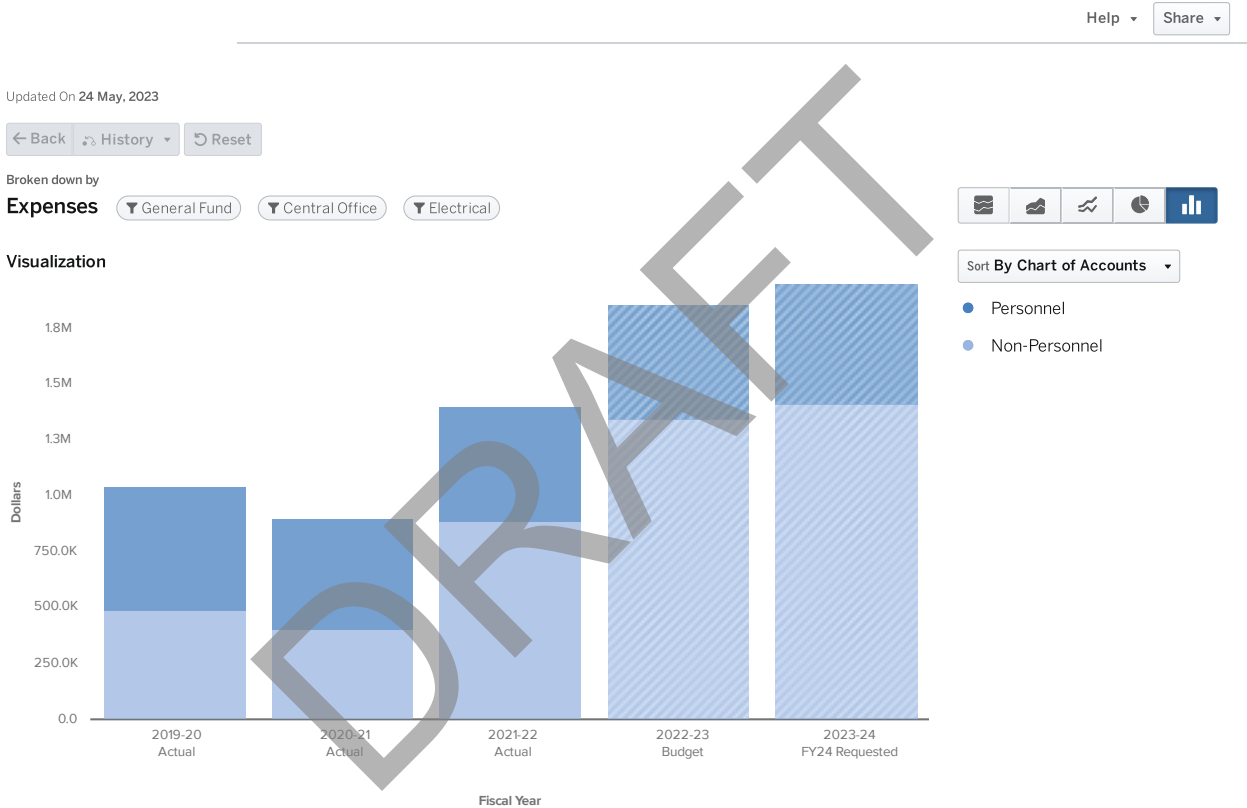 Help
Share
Updated On 24 May, 2023
Back
History
Reset
Broken down by
Expenses
General Fund
Central Office
Electrical
Visualization
Sort By Chart of Accounts
Personnel
Non-Personnel
1.8M
1.5M
1.3M
1.0M
750.0K
500.0K
250.0K
0.0
Dollars
2019-20
Actual
2020-21
Actual
2021-22
Actual
2022-23
Budget
2023-24
FY24 Requested
Fiscal Year
DRAFT